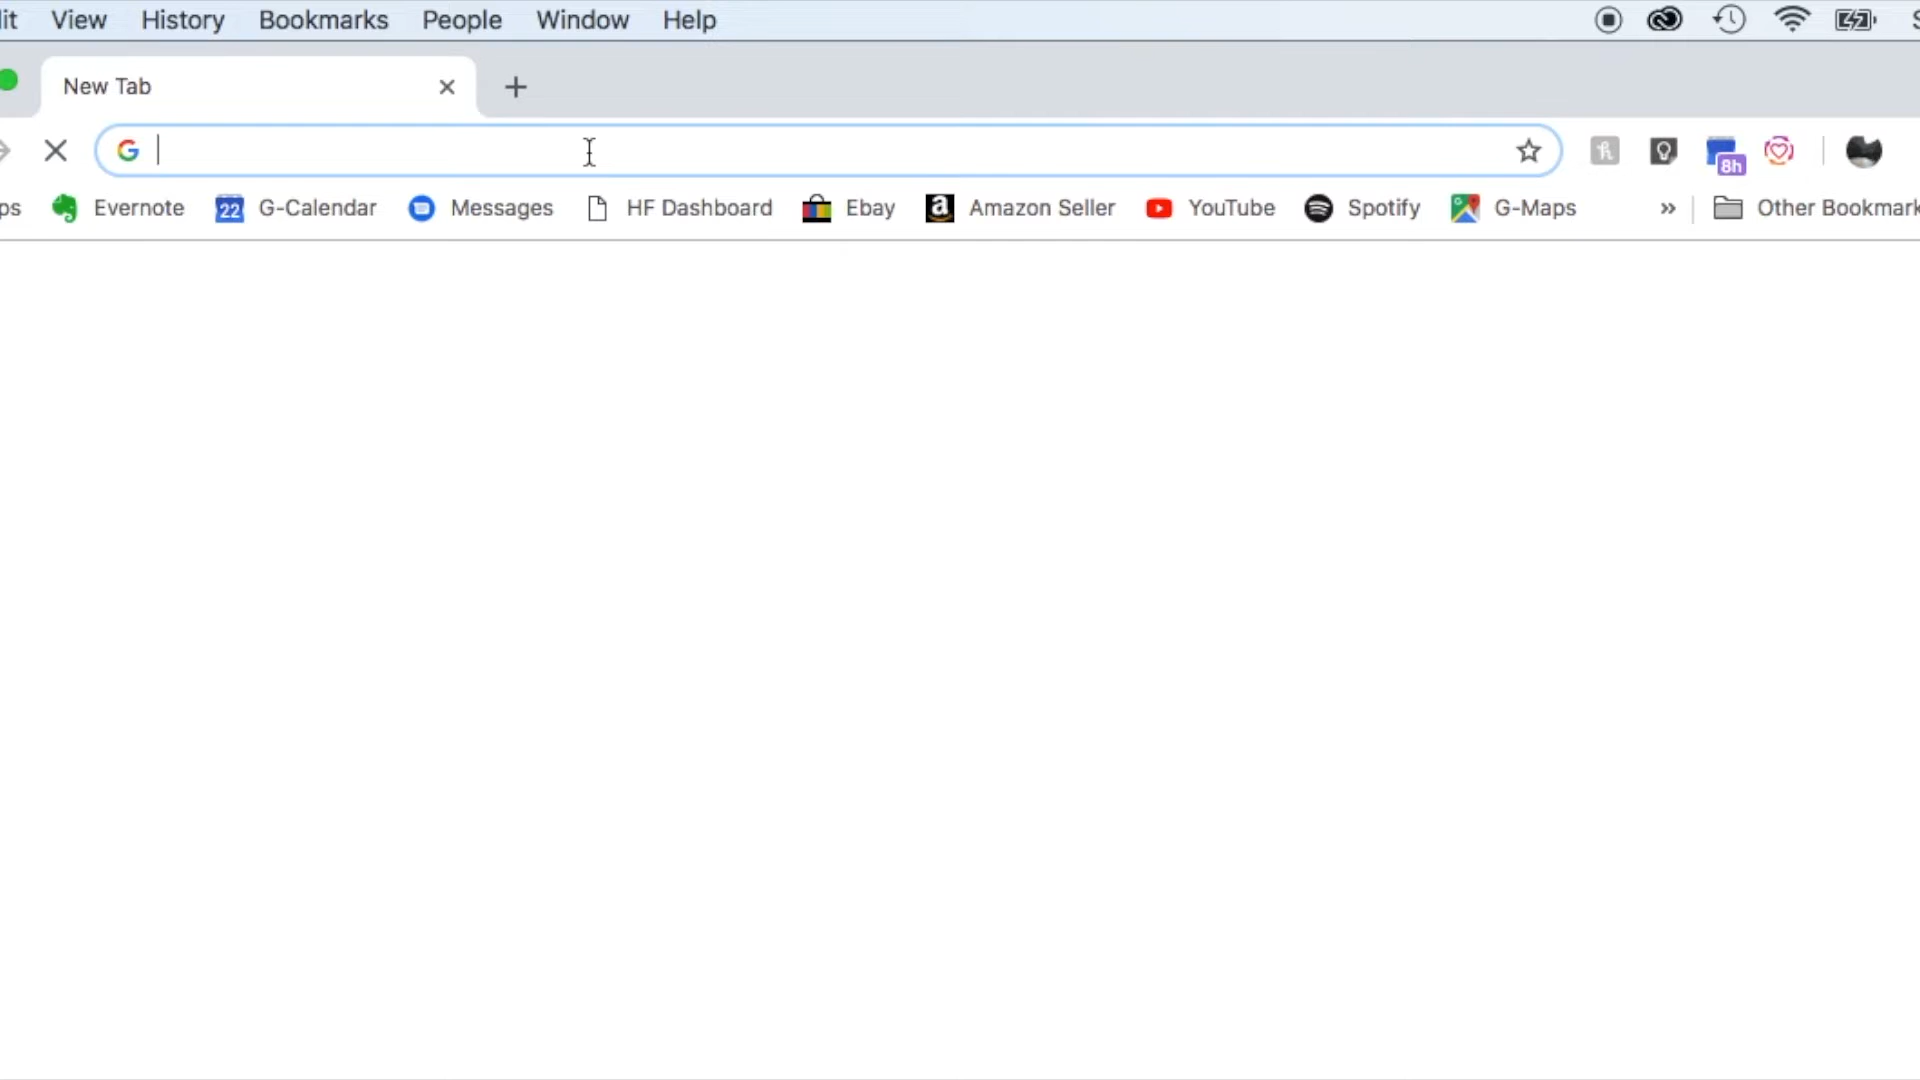 it View History Bookmarks People Window Help
New Tab
8h
ps Evernote 22 G-Calendar Messages HF Dashboard Ebay a Amazon Seller YouTube Spotify G-Maps » Other Bookmark